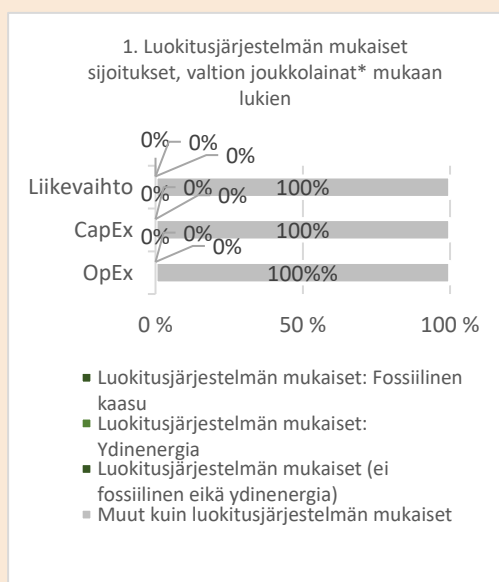 1. Luokitusjärjestelmän mukaiset
sijoitukset, valtion joukkolainat* mukaan
lukien
0% 0% 0%
Liikevaihto 100%
0% 0% 0%
CapEx 100%
0% 0% 0%
OpEx 100%%
0 % 50 % 100 %
Luokitusjärjestelmän mukaiset: Fossiilinen
kaasu
Luokitusjärjestelmän mukaiset:
Ydinenergia
Luokitusjärjestelmän mukaiset (ei
fossiilinen eikä ydinenergia)
Muut kuin luokitusjärjestelmän mukaiset